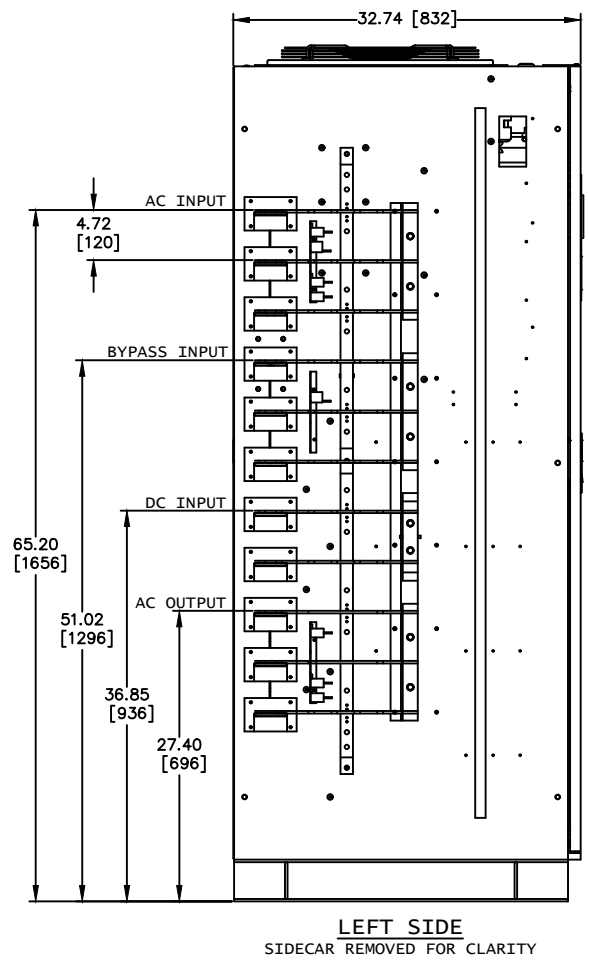 32.74 [832]
AC INPUT
4.72
[120]
BYPASS INPUT
DC INPUT
65.20
[1656]
AC OUTPUT
51.02
[1296]
36.85
[936]
27.40
[696]
LEFT SIDE
SIDECAR REMOVED FOR CLARITY